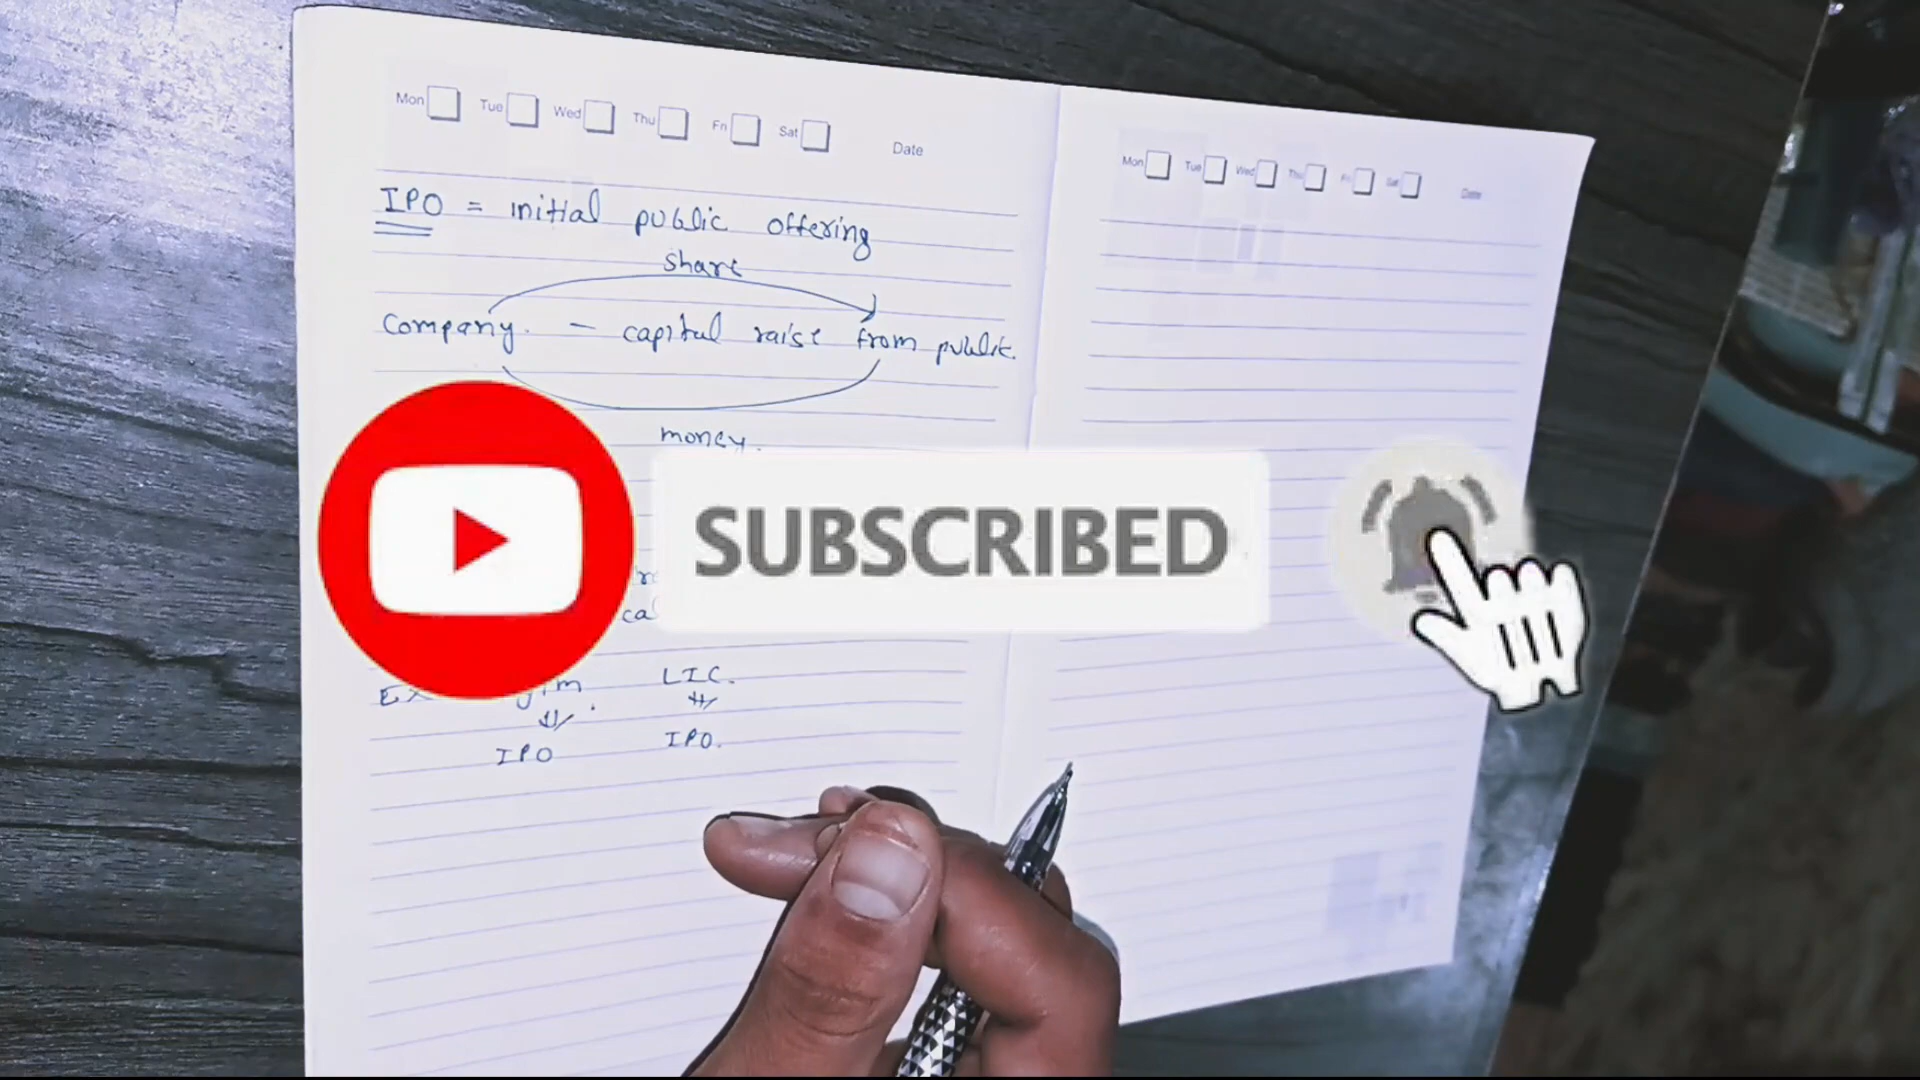 Mon Tue Wed Thu Fri Sat Date
IPO = initial public offering
share
Company. - capital raise from public.
money.
SUBSCRIBED
LIC.
IPO IPO.
Mon Tue Wed Thu Fri Sat Date